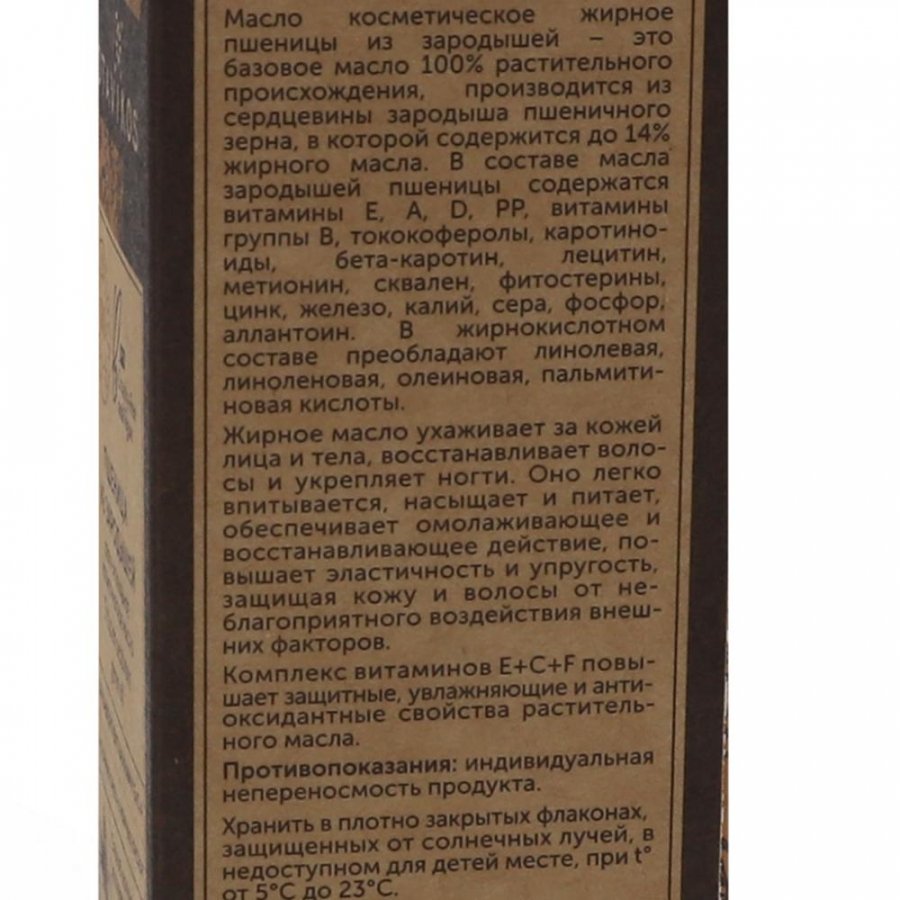 Масло косметическое жирное
пшеницы из зародышей – это
базовое масло 100% растительного
происхождения, производится из
сердцевины зародыша пшеничного
зерна, в которой содержится до 14%
жирного масла. В составе масла
зародышей пшеницы содержатся
витамины Е, А, D, РР, витамины
группы В, тококоферолы, каротино-
иды, бета-каротин, лецитин,
метионин, сквален, фитостерины,
цинк, железо, калий, сера, фосфор,
аллантоин. В жирнокислотном
составе преобладают линолевая,
линоленовая, олеиновая, пальмити-
новая кислоты.
Жирное масло ухаживает за кожей
лица и тела, восстанавливает воло-
сы и укрепляет ногти. Оно легко
впитывается, насыщает и питает,
обеспечивает омолаживающее и
восстанавливающее действие, по-
вышает эластичность и упругость,
защищая кожу и волосы от не-
благоприятного воздействия внеш-
них факторов.
Комплекс витаминов E+C+F повы-
шает защитные, увлажняющие и анти-
оксидантные свойства раститель-
ного масла.
Противопоказания: индивидуальная
непереносмость продукта.
Хранить в плотно закрытых флаконах,
защищенных от солнечных лучей, в
недоступном для детей месте, при t°
от 5°С до 23°С.